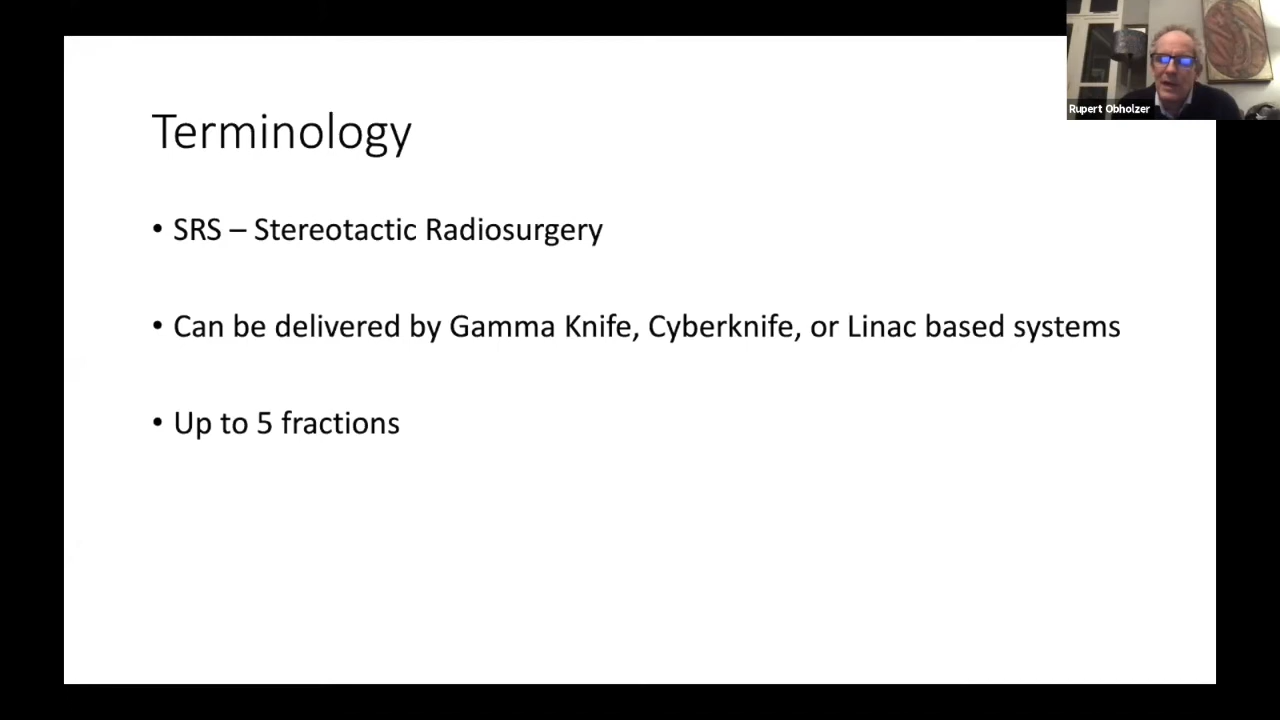 Rupert Obholzer
Terminology
• SRS – Stereotactic Radiosurgery
• Can be delivered by Gamma Knife, Cyberknife, or Linac based systems
• Up to 5 fractions